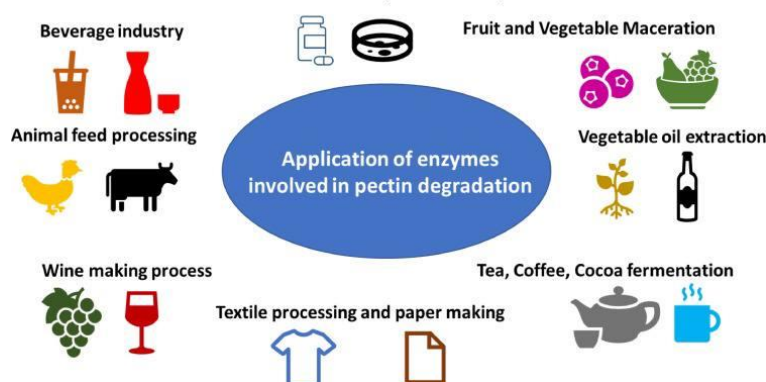 Beverage industry
Fruit and Vegetable Maceration
Animal feed processing
Vegetable oil extraction
Application of enzymes
involved in pectin degradation
Wine making process
Tea, Coffee, Cocoa fermentation
Textile processing and paper making